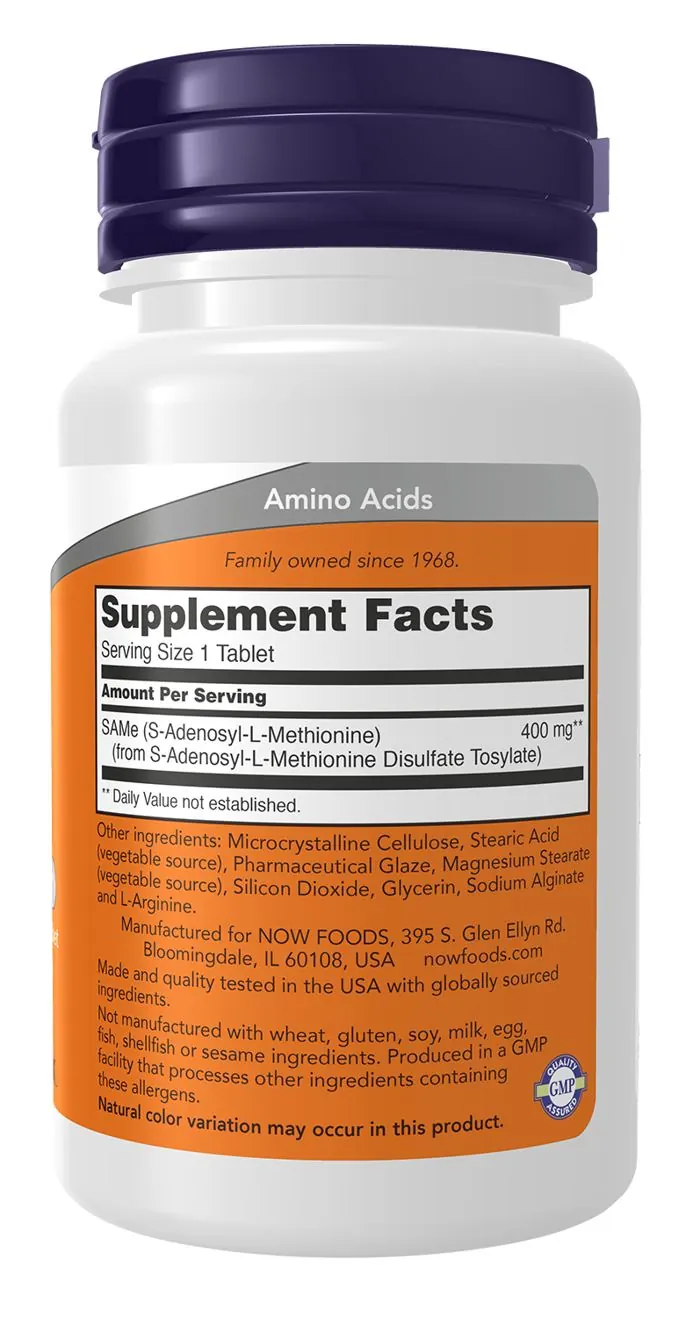 Amino Acids
Family owned since 1968.
Supplement Facts
Serving Size 1 Tablet
Amount Per Serving
SAMe (S-Adenosyl-L-Methionine) 400 mg**
(from S-Adenosyl-L-Methionine Disulfate Tosylate)
** Daily Value not established.
Other ingredients: Microcrystalline Cellulose, Stearic Acid
(vegetable source), Pharmaceutical Glaze, Magnesium Stearate
(vegetable source), Silicon Dioxide, Glycerin, Sodium Alginate
and L-Arginine.
Manufactured for NOW FOODS, 395 S. Glen Ellyn Rd.
Bloomingdale, IL 60108, USA nowfoods.com
Made and quality tested in the USA with globally sourced
ingredients.
Not manufactured with wheat, gluten, soy, milk, egg,
fish, shellfish or sesame ingredients. Produced in a GMP
facility that processes other ingredients containing
these allergens.
Natural color variation may occur in this product.
QUALITY
GMP
ASSURED